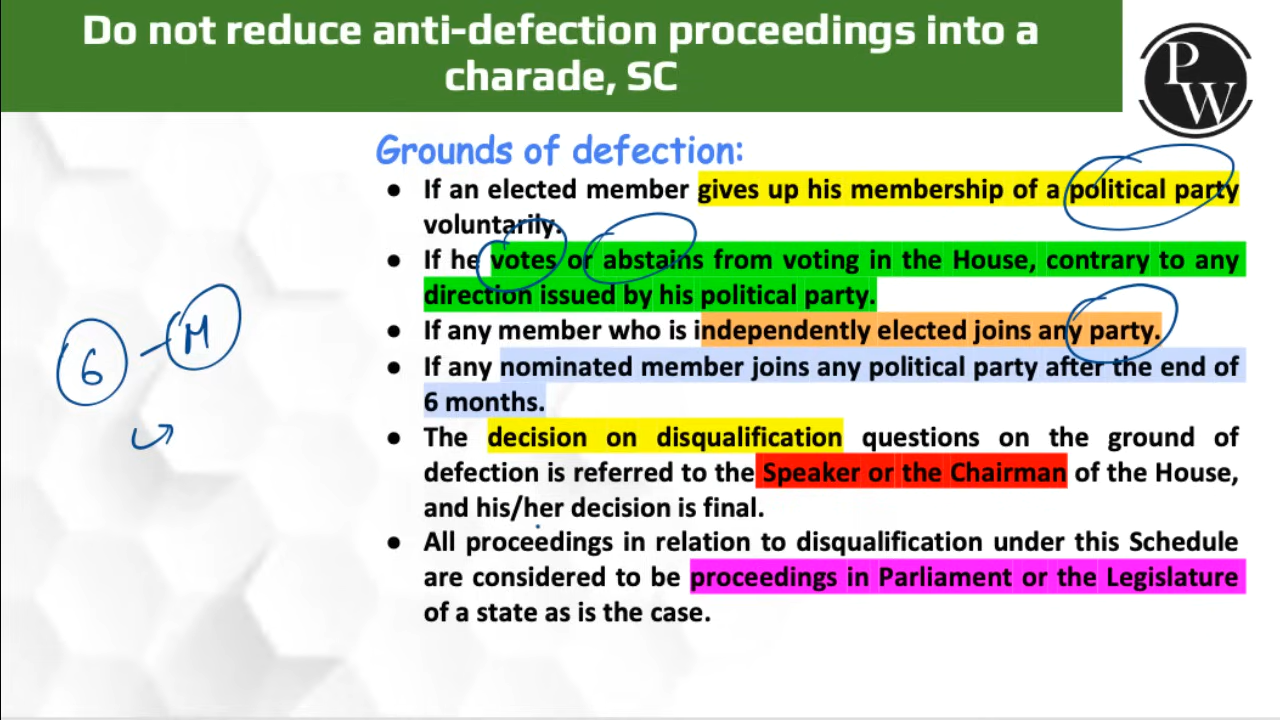 Do not reduce anti-defection proceedings into a
charade, SC
P
W
Grounds of defection:
● If an elected member gives up his membership of a political party
voluntarily.
● If he votes or abstains from voting in the House, contrary to any
direction issued by his political party.
● If any member who is independently elected joins any party.
● If any nominated member joins any political party after the end of
6 months.
● The decision on disqualification questions on the ground of
defection is referred to the Speaker or the Chairman of the House,
and his/her decision is final.
● All proceedings in relation to disqualification under this Schedule
are considered to be proceedings in Parliament or the Legislature
of a state as is the case.
6 - M